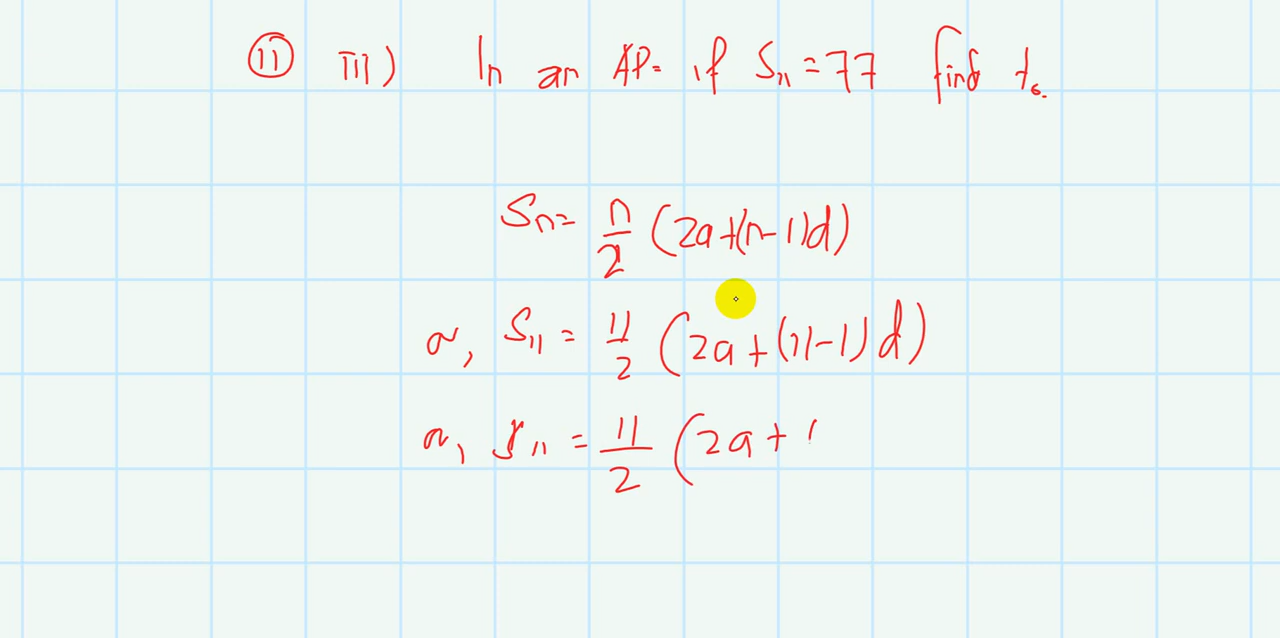 (11) iii) In an AP. if S₁₁ = 77 find t₆.
Sn = n/2 (2a+(n-1)d)
or, S₁₁ = 11/2 (2a+(11-1)d)
or, S₁₁ = 11/2 (2a+1